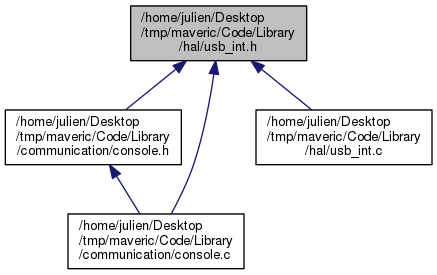 /home/julien/Desktop
/tmp/maveric/Code/Library
/hal/usb_int.h
/home/julien/Desktop
/tmp/maveric/Code/Library
/communication/console.h
/home/julien/Desktop
/tmp/maveric/Code/Library
/hal/usb_int.c
/home/julien/Desktop
/tmp/maveric/Code/Library
/communication/console.c